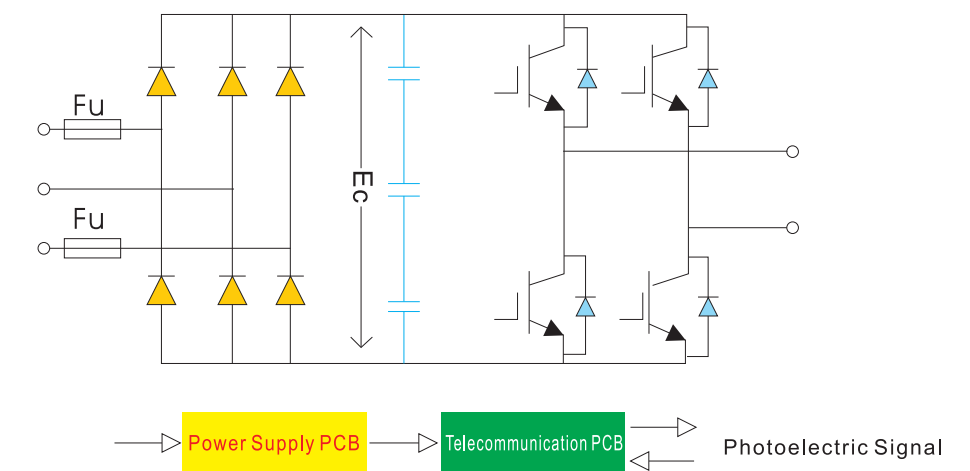 Fu
Ec
Fu
Power Supply PCB
Telecommunication PCB
Photoelectric Signal